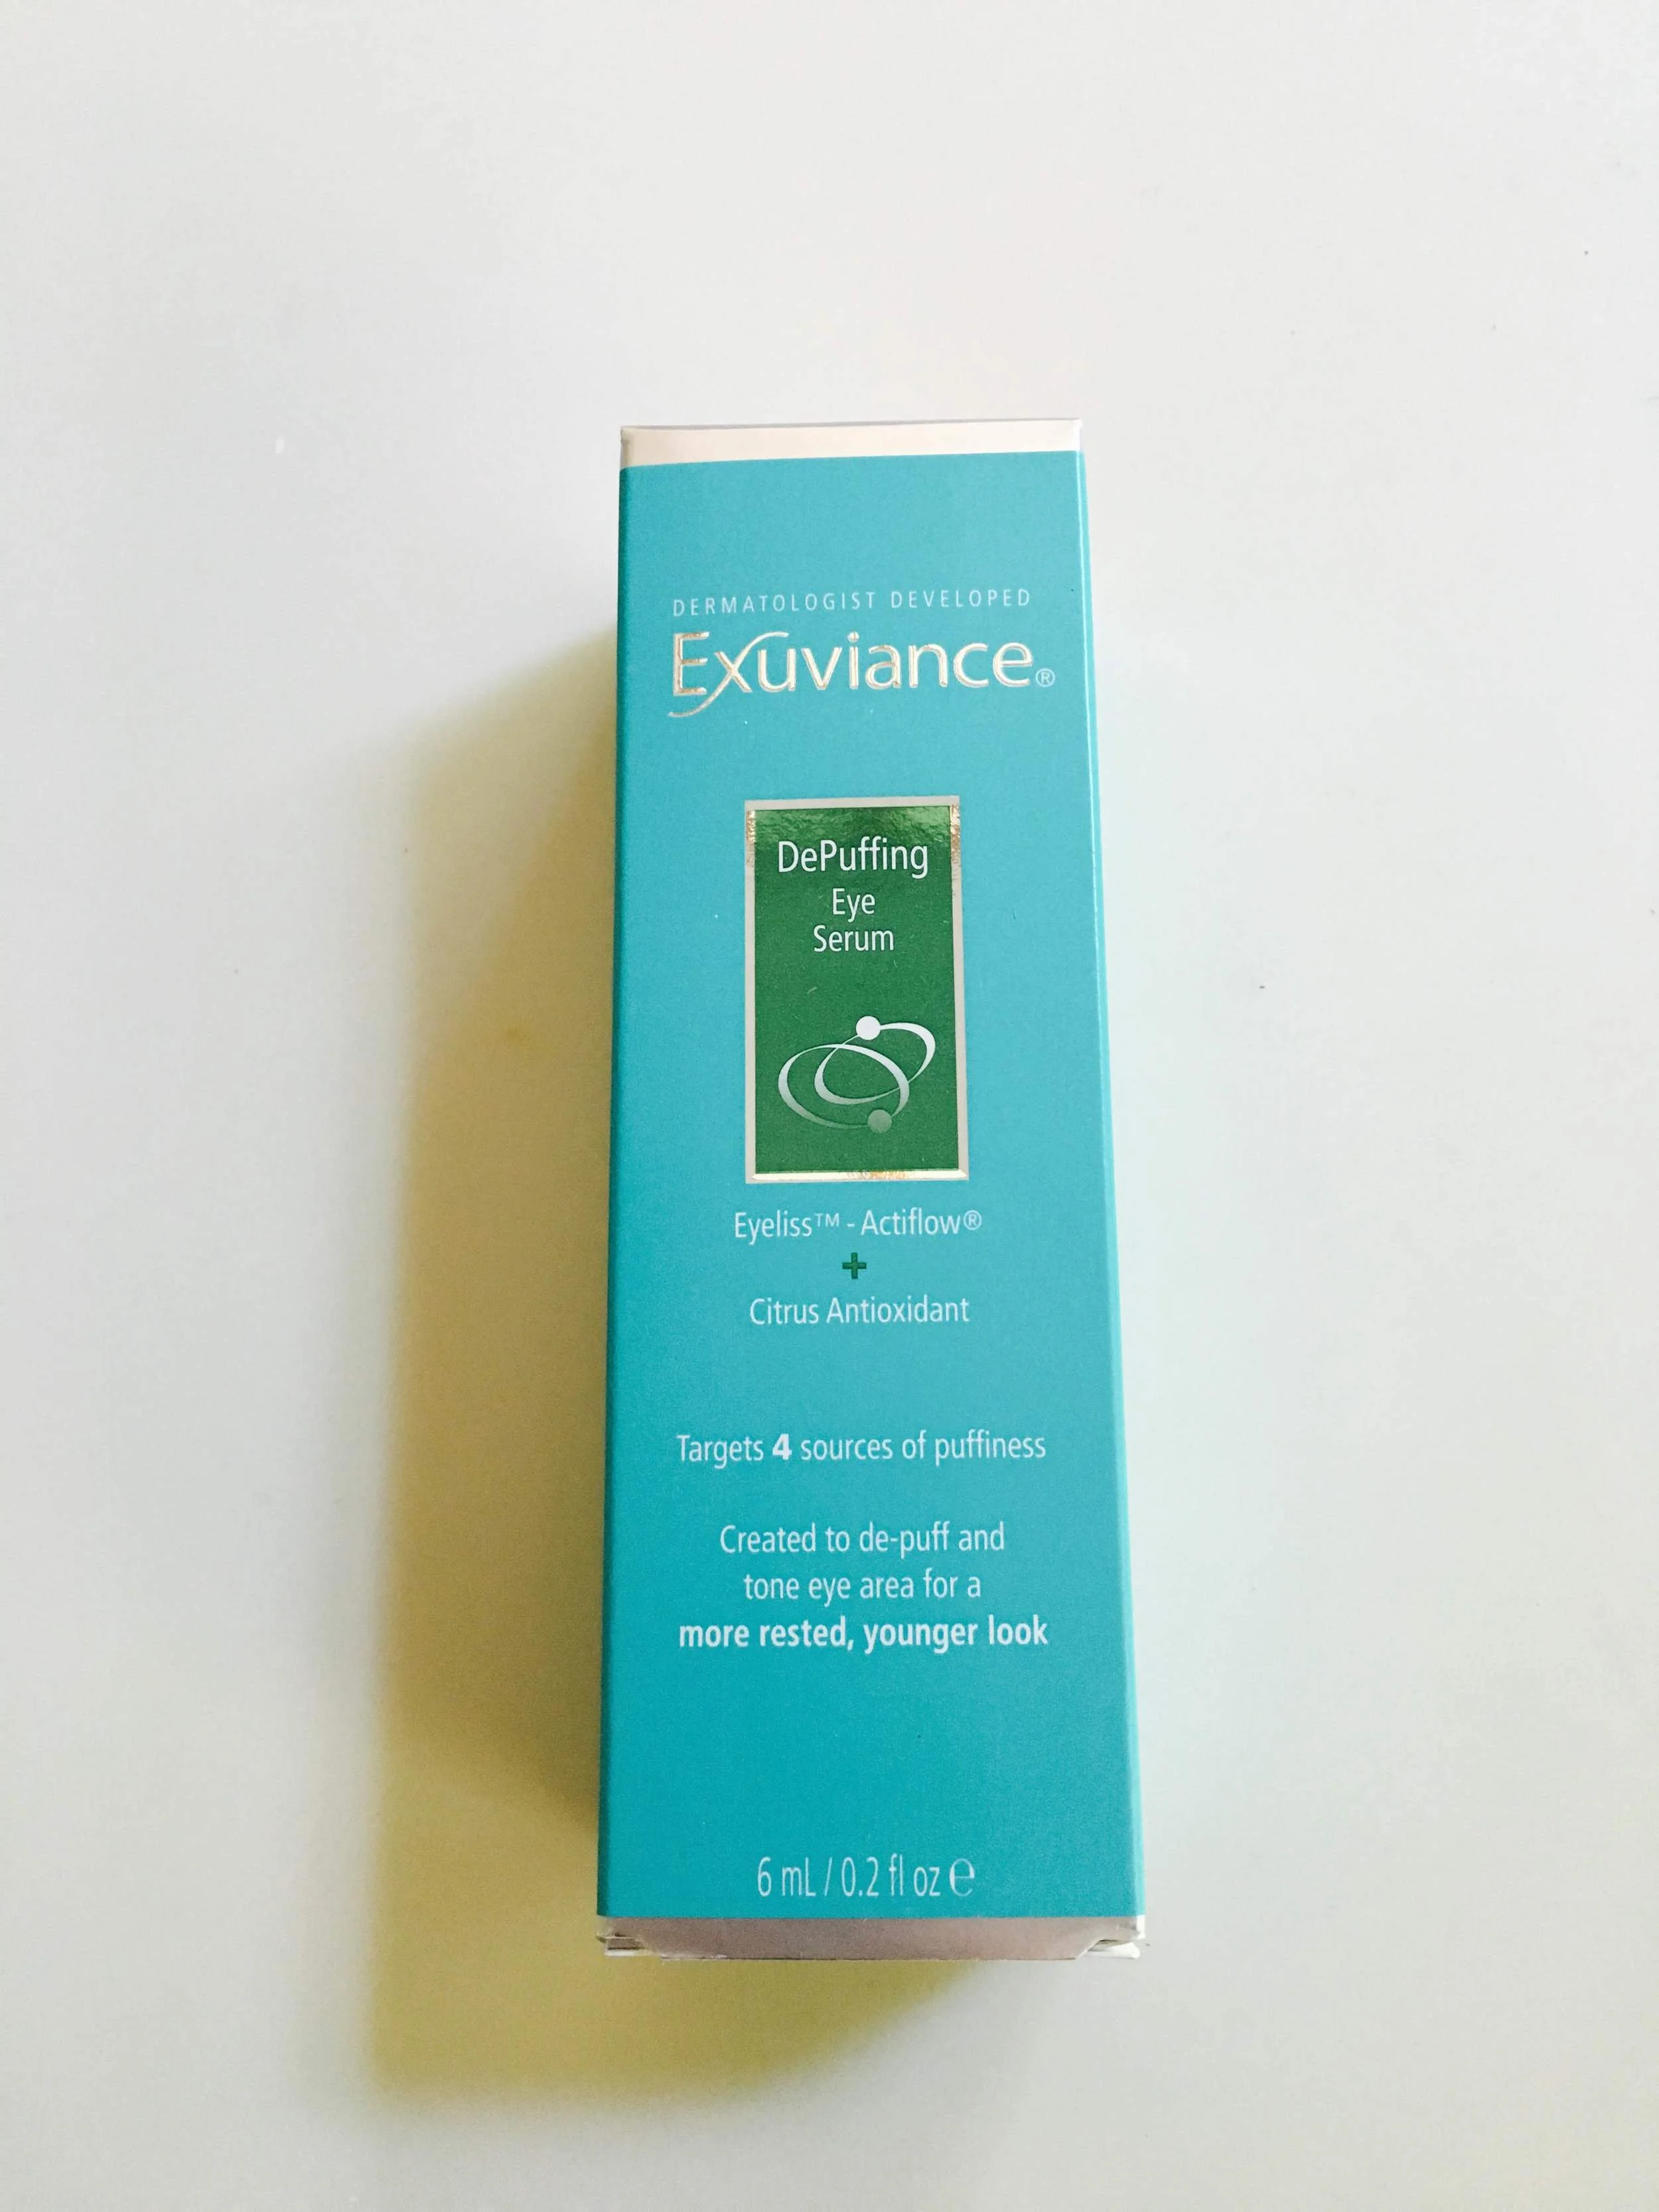 DERMATOLOGIST DEVELOPED
Exuviance®
DePuffing
Eye
Serum
Eyeliss™ - Actiflow®
+
Citrus Antioxidant
Targets 4 sources of puffiness
Created to de-puff and
tone eye area for a
more rested, younger look
6 mL / 0.2 fl oz ℮